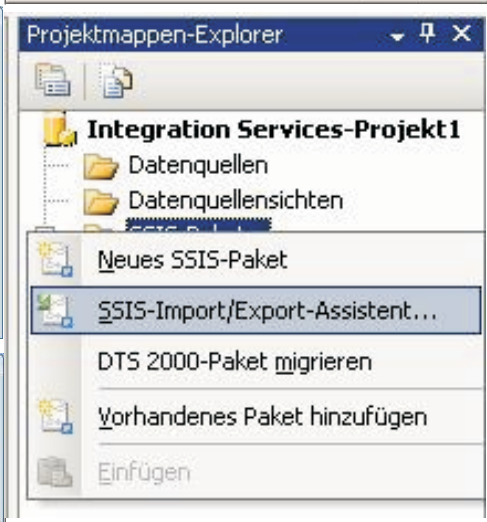 Projektmappen-Explorer
Integration Services-Projekt1
Datenquellen
Datenquellensichten
Neues SSIS-Paket
SSIS-Import/Export-Assistent...
DTS 2000-Paket migrieren
Vorhandenes Paket hinzufügen
Einfügen